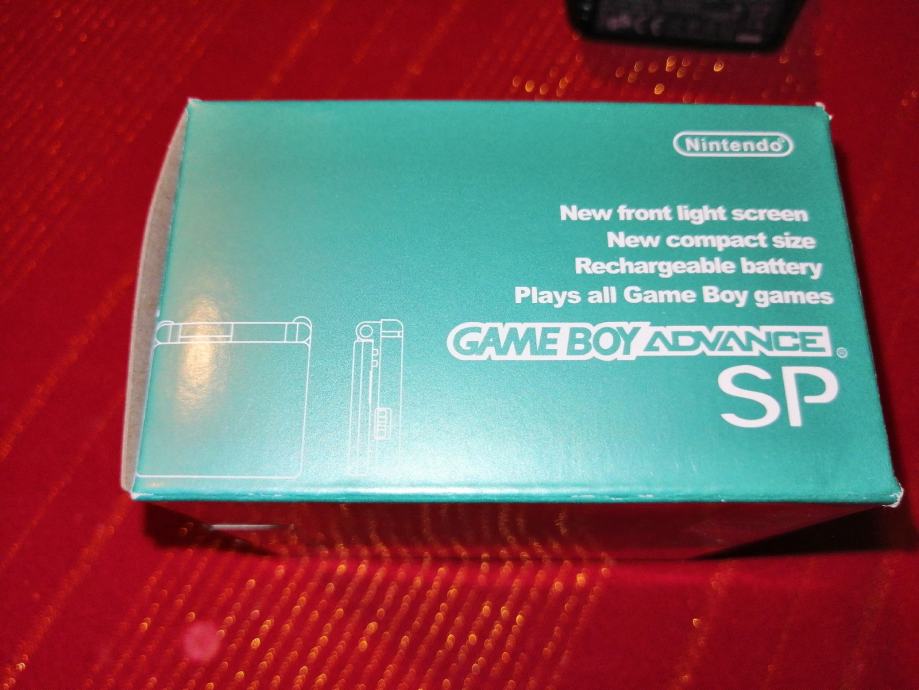 Nintendo®
New front light screen
New compact size
Rechargeable battery
Plays all Game Boy games
GAME BOY ADVANCE®
SP